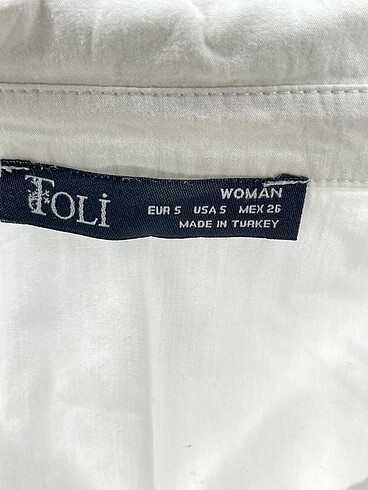 TOLİ
WOMAN
EUR S USA S MEX 26
MADE IN TURKEY